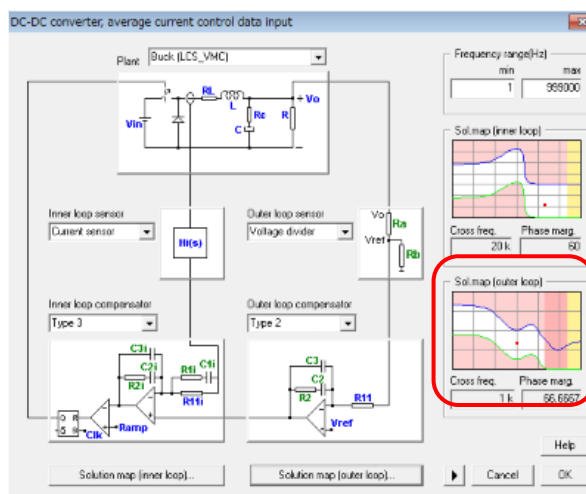 DC-DC converter, average current control data input
Plant Buck (LCS_VMC)
Frequency range(Hz)
min max
1 999000
RL
L
+ Vo
Vin
Rc
C
R
Sol.map (inner loop)
Cross freq. Phase marg.
20 k 60
Inner loop sensor
Current sensor
Hi(s)
Outer loop sensor
Voltage divider
Vo
Ra
Vref
Rb
Sol.map (outer loop)
Cross freq. Phase marg.
1 k 66.6667
Inner loop compensator
Type 3
C3i
C2i
R2i
R1i
C1i
R11i
Clk
Ramp
Outer loop compensator
Type 2
C3
C2
R2
R11
Vref
Solution map (inner loop)...
Solution map (outer loop)...
Help
Cancel
OK